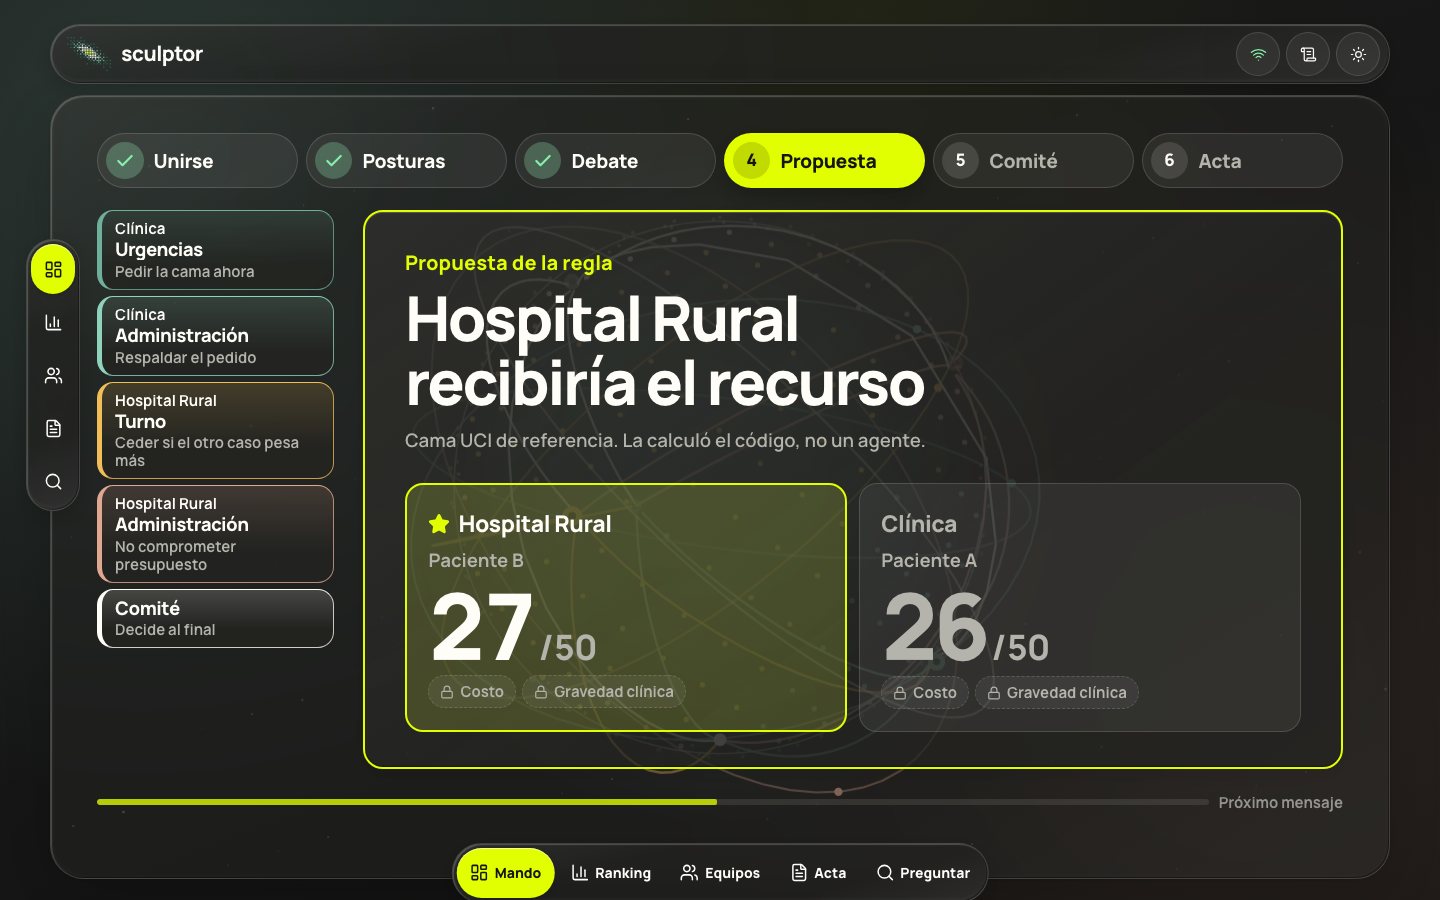 sculptor
Unirse
Posturas
Debate
4 Propuesta
5 Comité
6 Acta
Clínica
Urgencias
Pedir la cama ahora
Clínica
Administración
Respaldar el pedido
Hospital Rural
Turno
Ceder si el otro caso pesa
más
Hospital Rural
Administración
No comprometer
presupuesto
Comité
Decide al final
Propuesta de la regla
Hospital Rural
recibiría el recurso
Cama UCI de referencia. La calculó el código, no un agente.
Hospital Rural
Paciente B
27/50
Costo
Gravedad clínica
Clínica
Paciente A
26/50
Costo
Gravedad clínica
Próximo mensaje
Mando
Ranking
Equipos
Acta
Preguntar